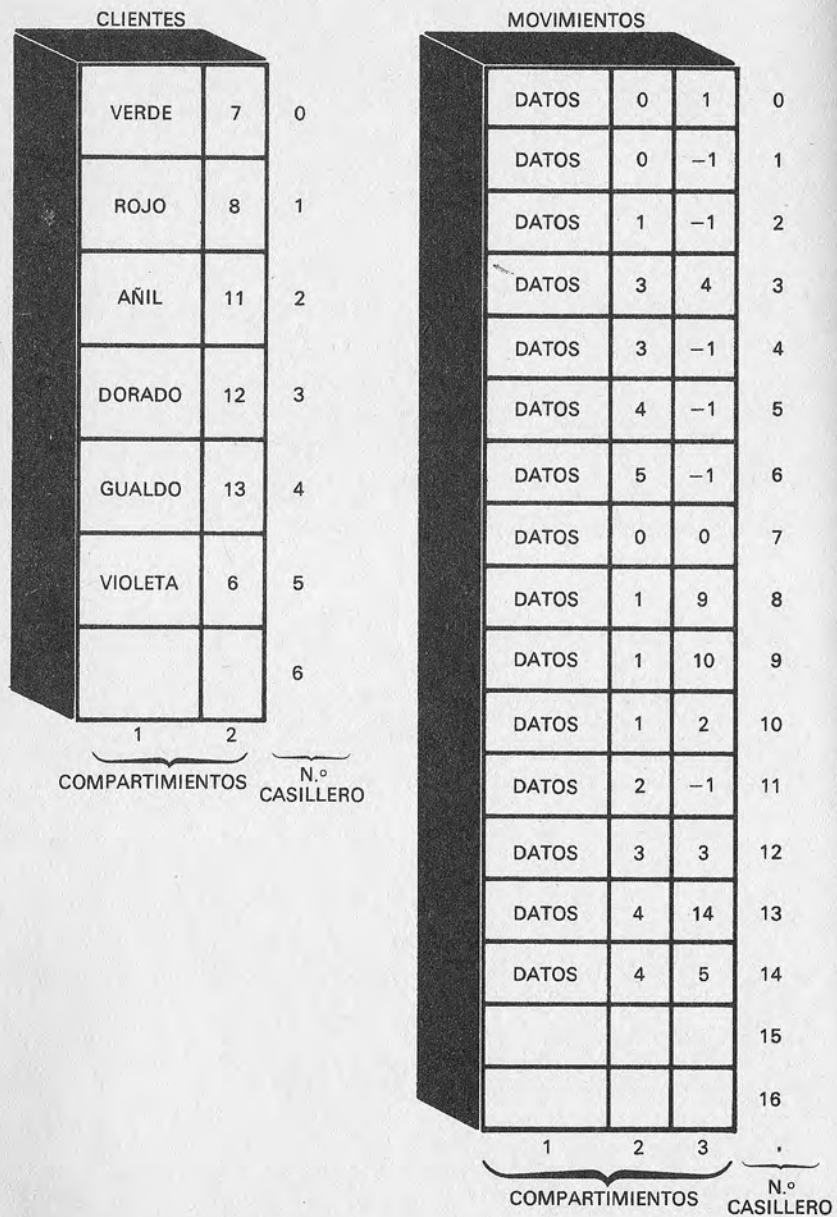 CLIENTES
VERDE 7 0
ROJO 8 1
AÑIL 11 2
DORADO 12 3
GUALDO 13 4
VIOLETA 6 5
6
1 2
COMPARTIMIENTOS N.º CASILLERO
MOVIMIENTOS
DATOS 0 1 0
DATOS 0 −1 1
DATOS 1 −1 2
DATOS 3 4 3
DATOS 3 −1 4
DATOS 4 −1 5
DATOS 5 −1 6
DATOS 0 0 7
DATOS 1 9 8
DATOS 1 10 9
DATOS 1 2 10
DATOS 2 −1 11
DATOS 3 3 12
DATOS 4 14 13
DATOS 4 5 14
15
16
1 2 3
COMPARTIMIENTOS N.º CASILLERO